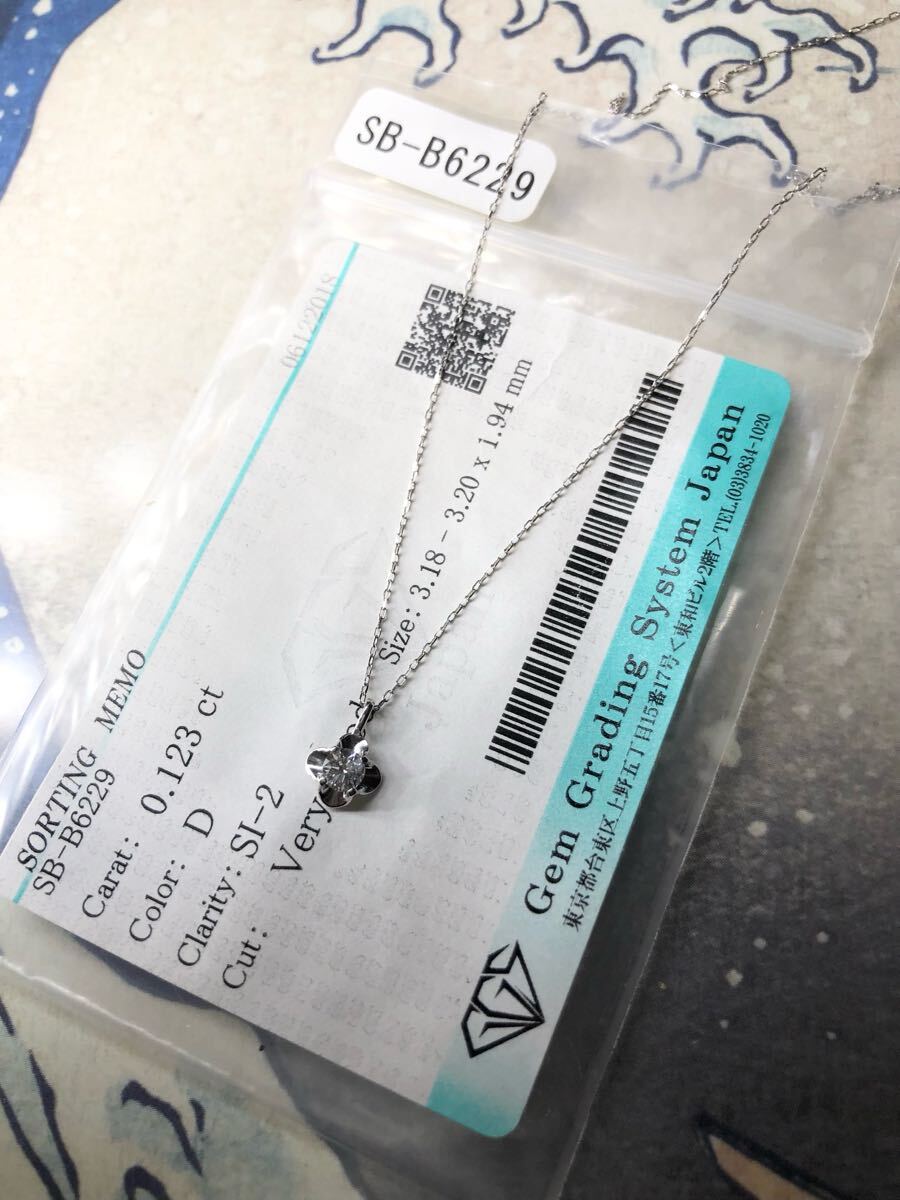 SB-B6229
06122018
SORTING MEMO
SB-B6229
Carat: 0.123 ct
Color: D
Clarity: SI-2
Cut: Very
Size: 3.18 - 3.20 x 1.94 mm
Japan
Gem Grading System Japan
東京都台東区上野五丁目15番17号<東和ビル2階>TEL.(03)3834-1020